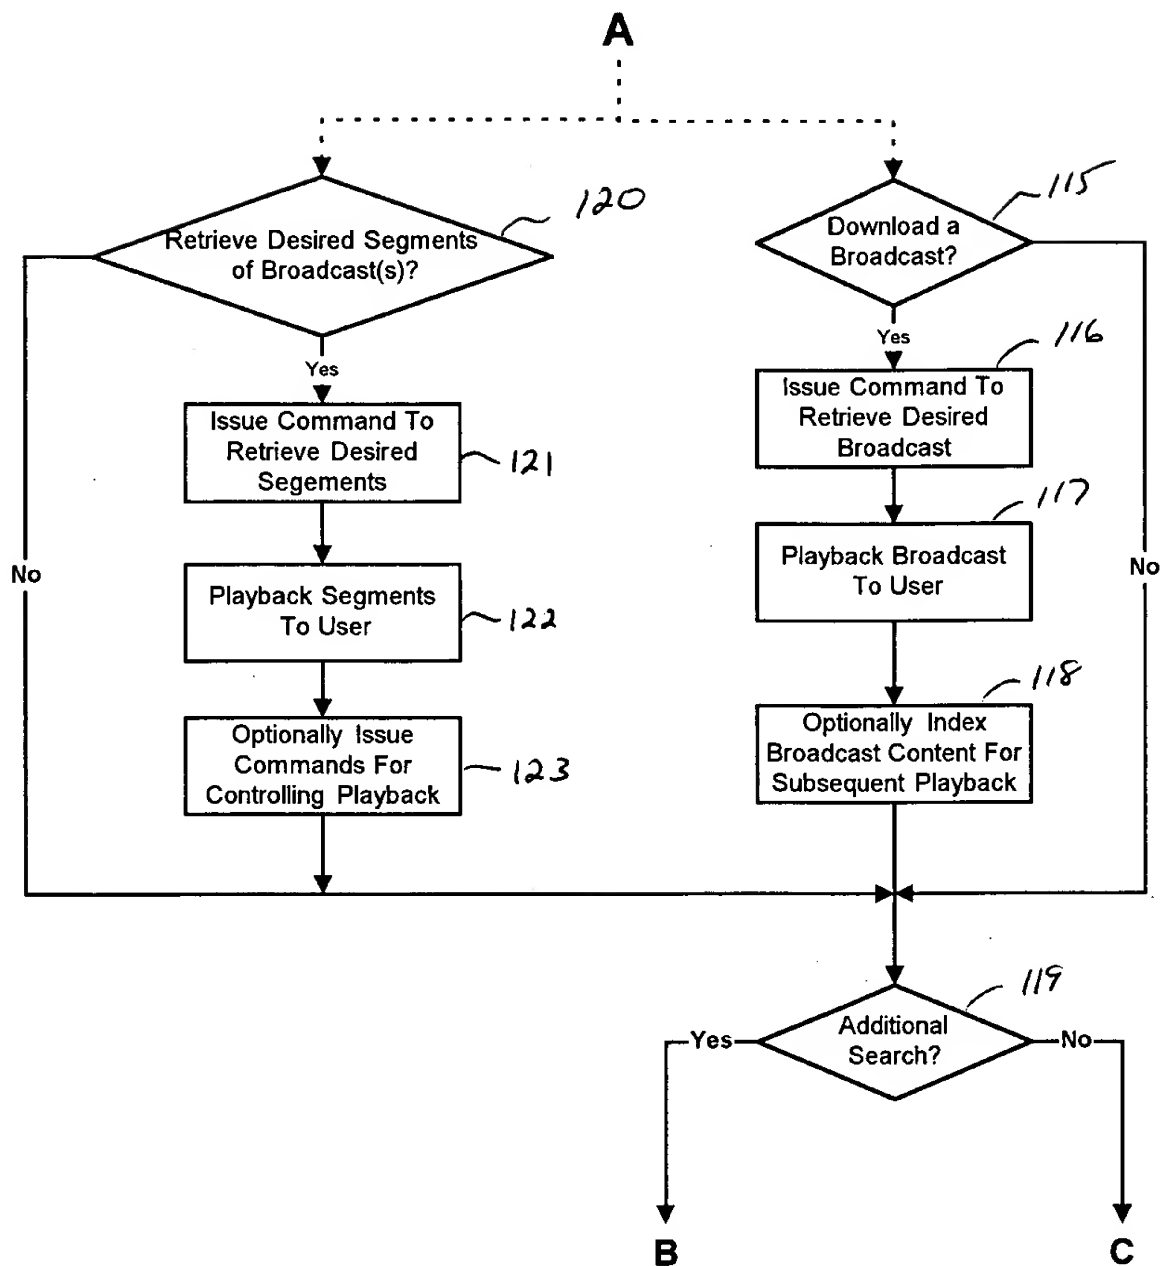 A
Retrieve Desired Segments
of Broadcast(s)?
120
Download a
Broadcast?
115
Yes
Yes
116
Issue Command To
Retrieve Desired
Segements
121
Issue Command To
Retrieve Desired
Broadcast
117
No
No
Playback Segments
To User
122
Playback Broadcast
To User
118
Optionally Issue
Commands For
Controlling Playback
123
Optionally Index
Broadcast Content For
Subsequent Playback
119
Additional
Search?
Yes
No
B
C